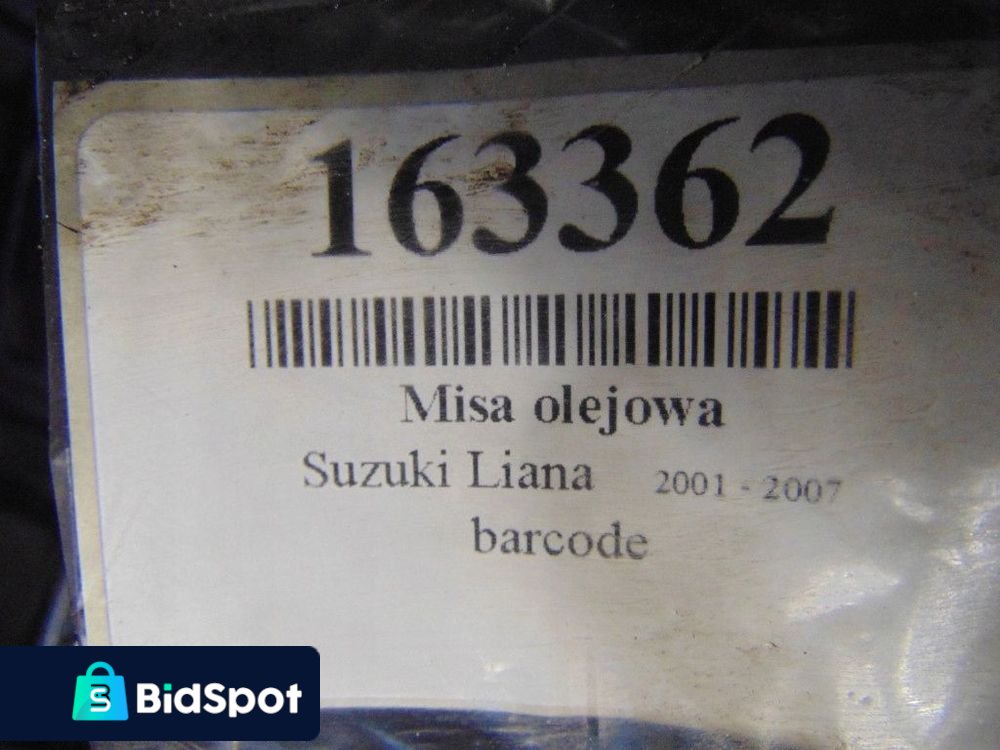 163362
Misa olejowa
Suzuki Liana 2001 - 2007
barcode
S BidSpot